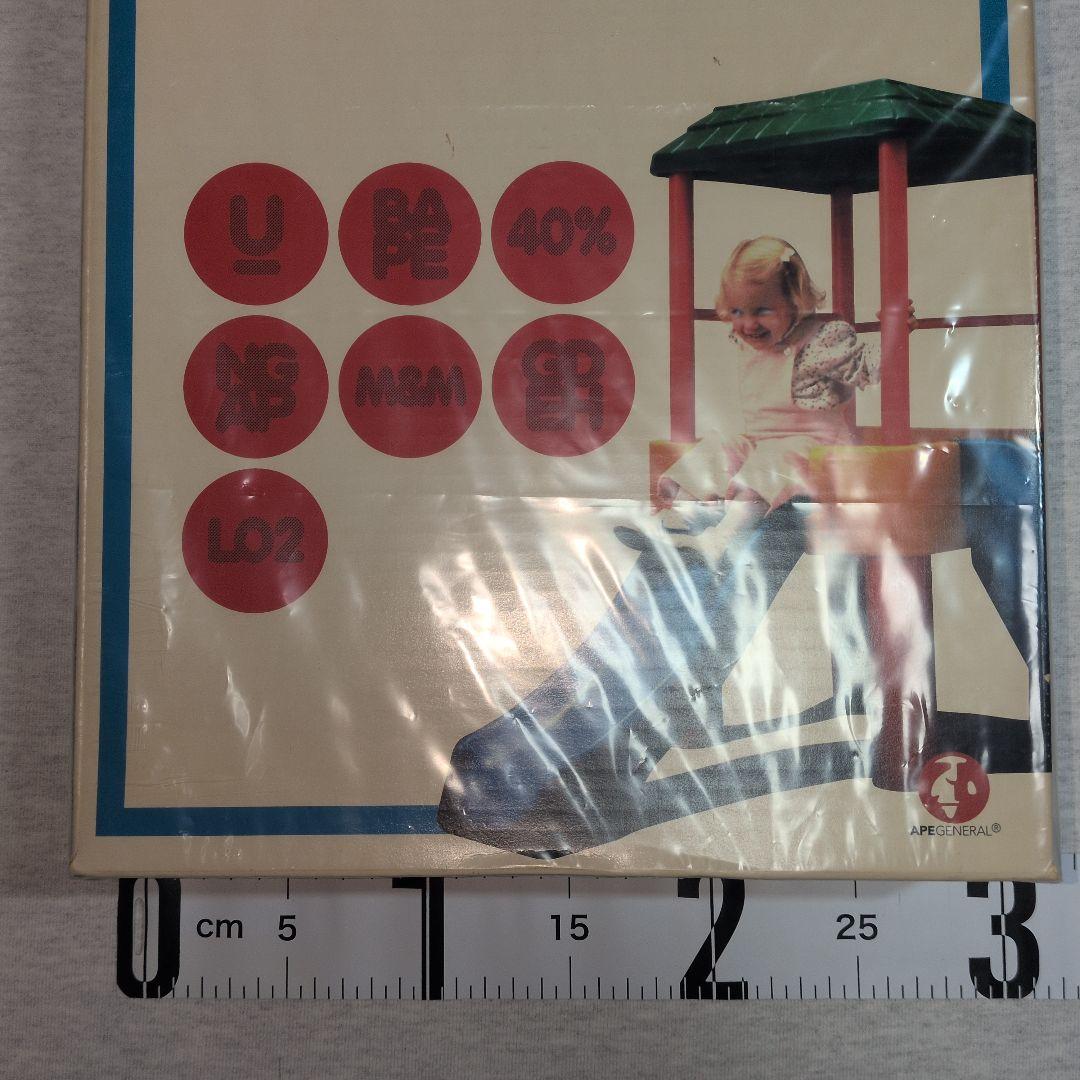 U
BA
PE
40%
NG
AP
M&M
GD
EH
LO2
APEGENERAL®
0 cm 5 1 15 2 25 3